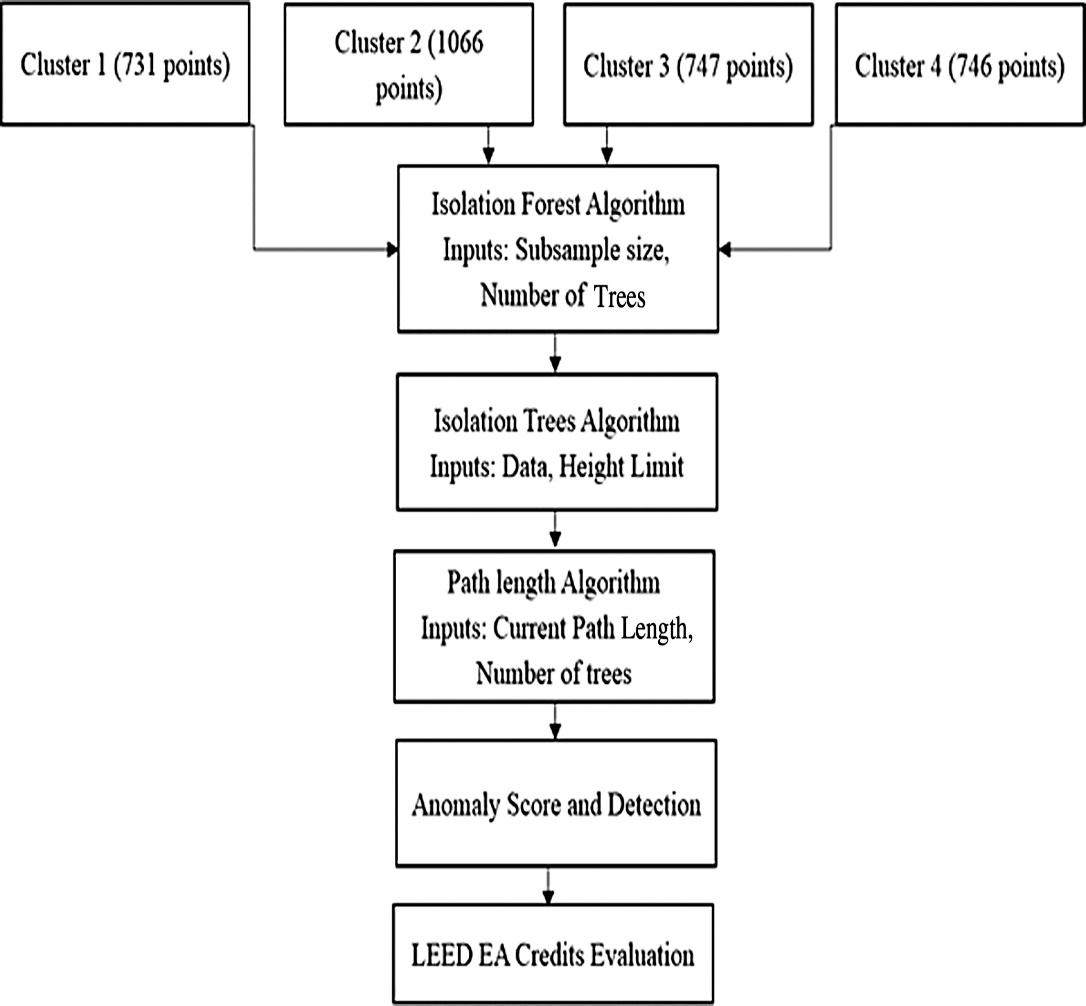 Cluster 1 (731 points)
Cluster 2 (1066
points)
Cluster 3 (747 points)
Cluster 4 (746 points)
Isolation Forest Algorithm
Inputs: Subsample size,
Number of Trees
Isolation Trees Algorithm
Inputs: Data, Height Limit
Path length Algorithm
Inputs: Current Path Length,
Number of trees
Anomaly Score and Detection
LEED EA Credits Evaluation